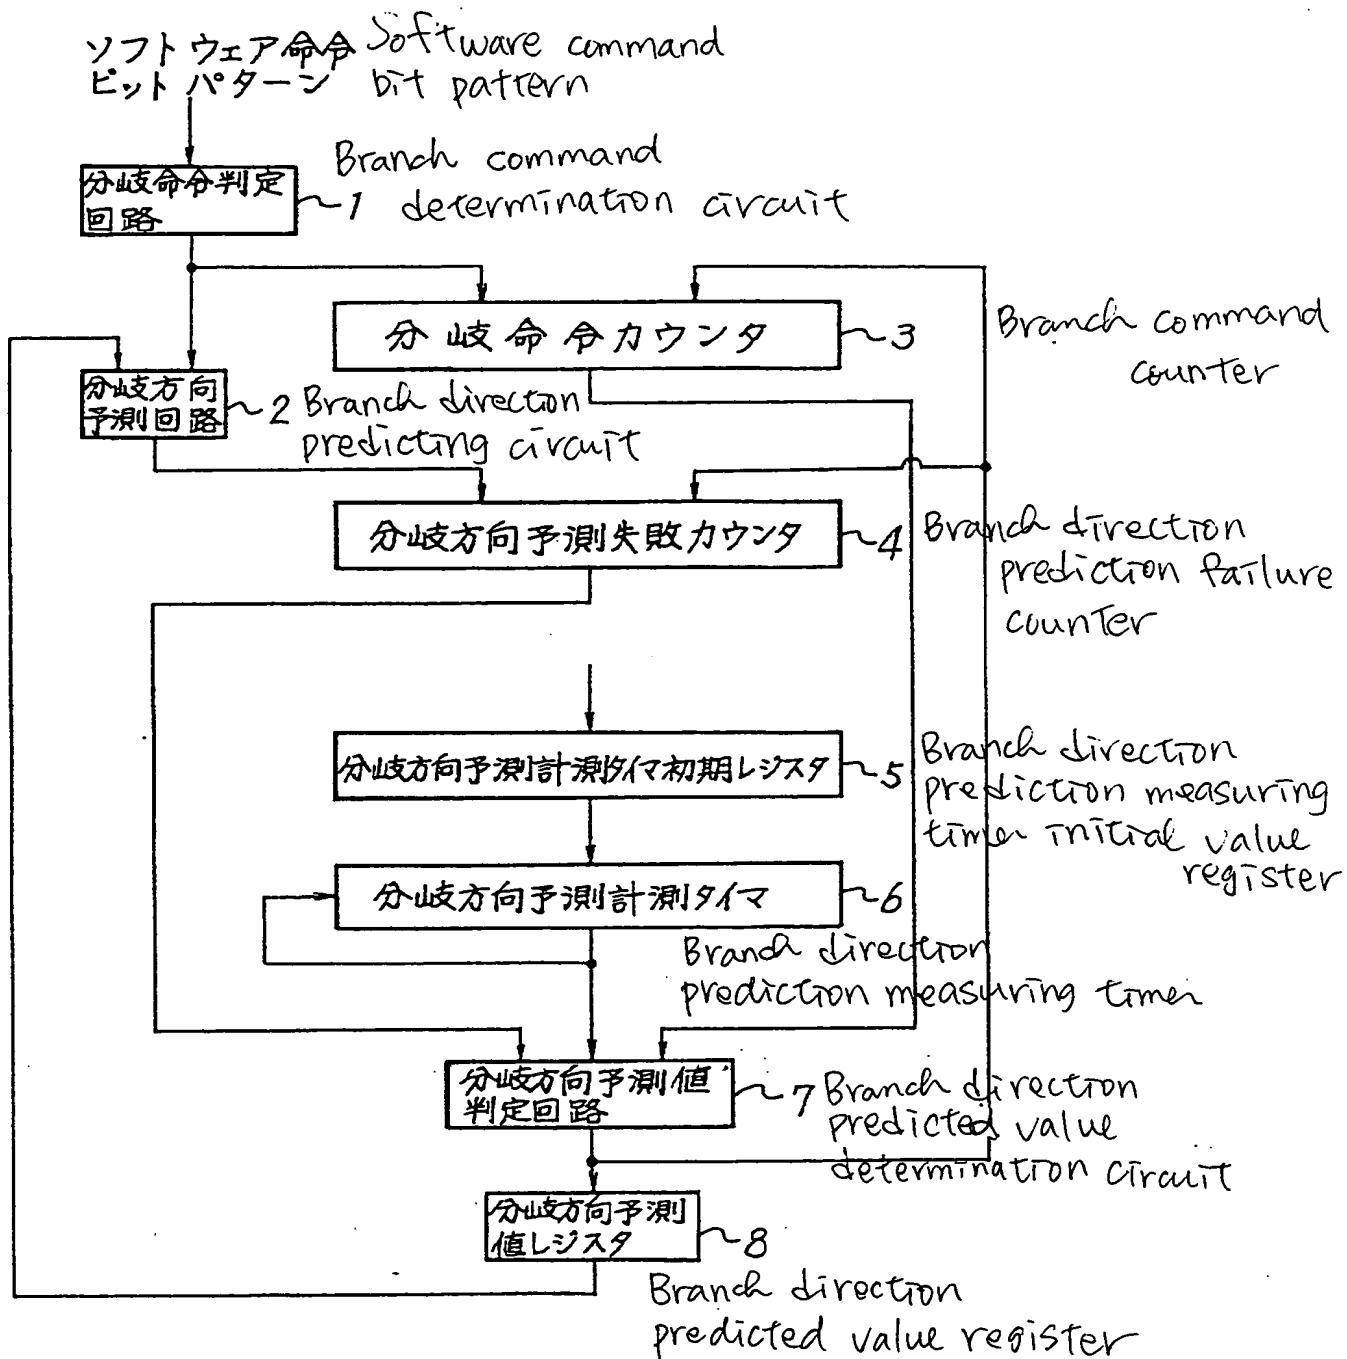 ソフトウェア命令
ビットパターン
Software command
bit pattern
分岐命令判定
回路
1
Branch command
determination circuit
分岐命令カウンタ
3
Branch command
counter
分岐方向
予測回路
2
Branch direction
predicting circuit
分岐方向予測失敗カウンタ
4
Branch direction
prediction failure
counter
分岐方向予測計測タイマ初期レジスタ
5
Branch direction
prediction measuring
timer initial value
register
分岐方向予測計測タイマ
6
Branch direction
prediction measuring timer
分岐方向予測値
判定回路
7
Branch direction
predicted value
determination circuit
分岐方向予測
値レジスタ
8
Branch direction
predicted value register